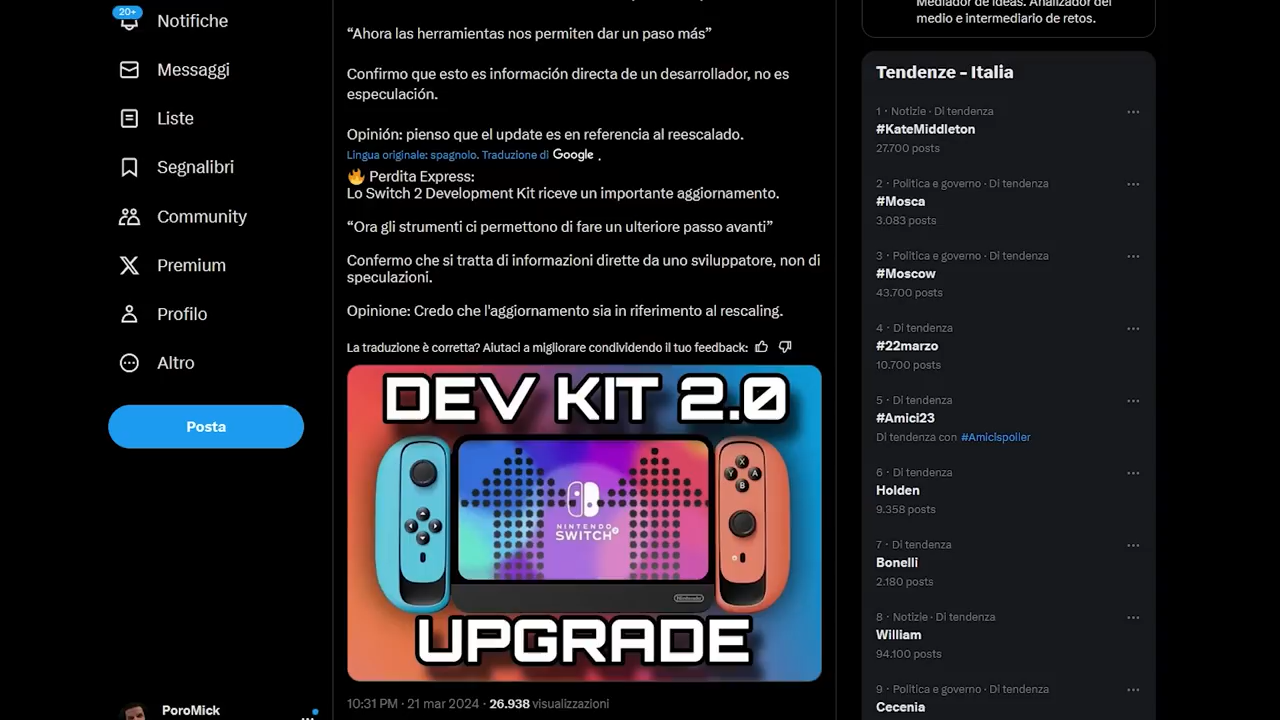 20+
Notifiche
Messaggi
Liste
Segnalibri
Community
Premium
Profilo
Altro
Posta
PoroMick
“Ahora las herramientas nos permiten dar un paso más”
Confirmo que esto es información directa de un desarrollador, no es
especulación.
Opinión: pienso que el update es en referencia al reescalado.
Lingua originale: spagnolo. Traduzione di Google .
Perdita Express:
Lo Switch 2 Development Kit riceve un importante aggiornamento.
“Ora gli strumenti ci permettono di fare un ulteriore passo avanti”
Confermo che si tratta di informazioni dirette da uno sviluppatore, non di
speculazioni.
Opinione: Credo che l'aggiornamento sia in riferimento al rescaling.
La traduzione è corretta? Aiutaci a migliorare condividendo il tuo feedback:
DEV KIT 2.0
X
Y A
B
NINTENDO
SWITCH2
Nintendo
UPGRADE
10:31 PM · 21 mar 2024 · 26.938 visualizzazioni
Mediador de ideas. Analizador del
medio e intermediario de retos.
Tendenze – Italia
1 · Notizie · Di tendenza
#KateMiddleton
27.700 posts
2 · Politica e governo · Di tendenza
#Mosca
3.083 posts
3 · Politica e governo · Di tendenza
#Moscow
43.700 posts
4 · Di tendenza
#22marzo
10.700 posts
5 · Di tendenza
#Amici23
Di tendenza con #Amicispoiler
6 · Di tendenza
Holden
9.358 posts
7 · Di tendenza
Bonelli
2.180 posts
8 · Notizie · Di tendenza
William
94.100 posts
9 · Politica e governo · Di tendenza
Cecenia